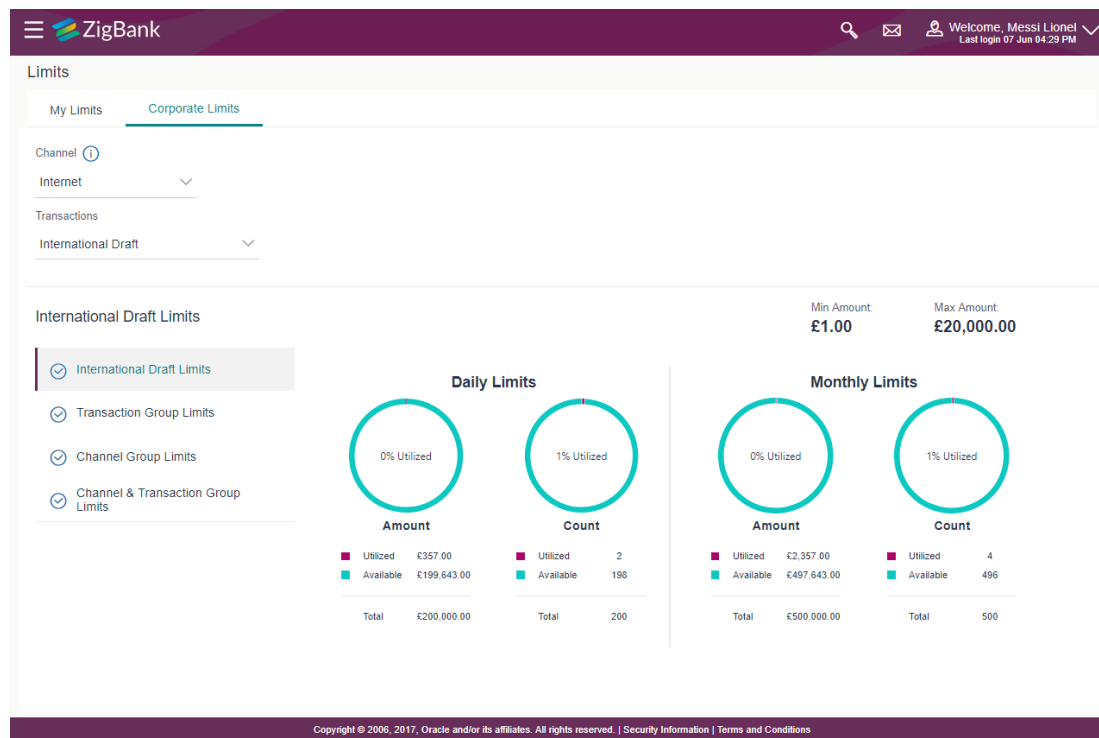 ZigBank
Welcome, Messi Lionel
Last login 07 Jun 04:29 PM
Limits
My Limits
Corporate Limits
Channel
Internet
Transactions
International Draft
International Draft Limits
Min Amount:
£1.00
Max Amount:
£20,000.00
International Draft Limits
Transaction Group Limits
Channel Group Limits
Channel & Transaction Group
Limits
Daily Limits
0% Utilized
Amount
Utilized £357.00
Available £199,643.00
Total £200,000.00
1% Utilized
Count
Utilized 2
Available 198
Total 200
Monthly Limits
0% Utilized
Amount
Utilized £2,357.00
Available £497,643.00
Total £500,000.00
1% Utilized
Count
Utilized 4
Available 496
Total 500
Copyright © 2006, 2017, Oracle and/or its affiliates. All rights reserved. | Security Information | Terms and Conditions